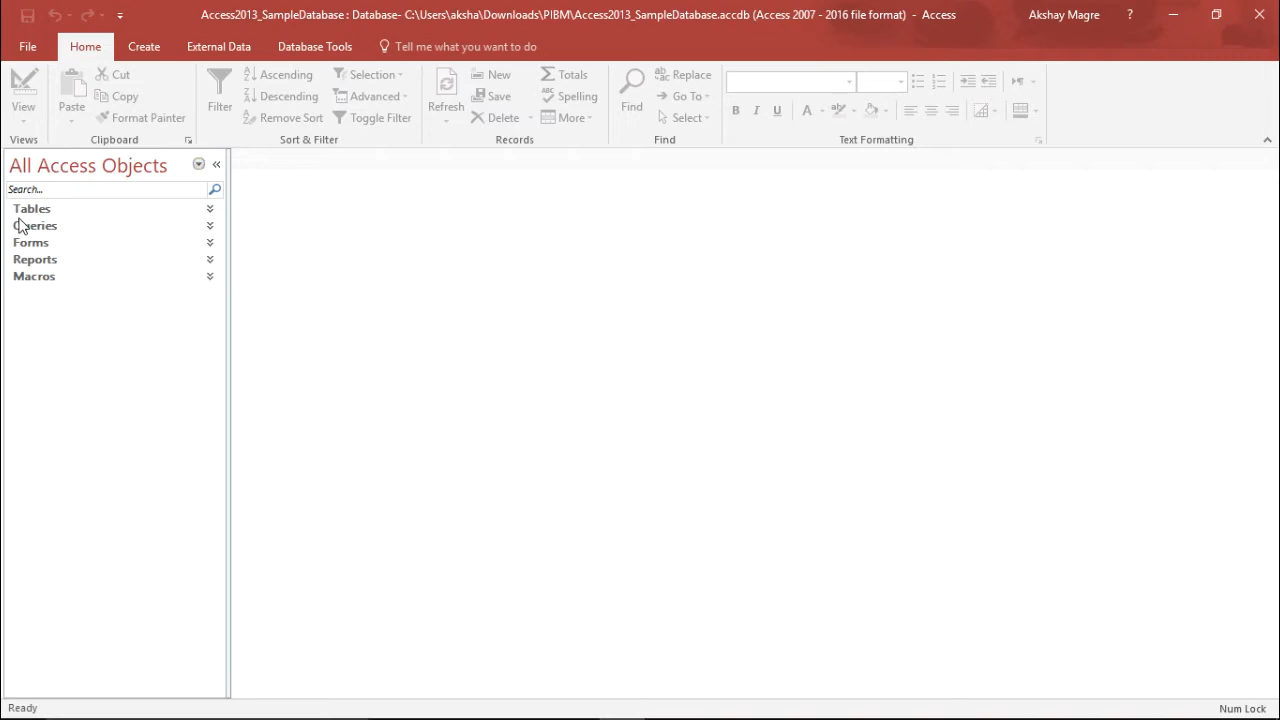 Access2013_SampleDatabase : Database- C:\Users\aksha\Downloads\PIBM\Access2013_SampleDatabase.accdb (Access 2007 - 2016 file format) - Access Akshay Magre ?
File Home Create External Data Database Tools Tell me what you want to do
View
Views
Paste
Cut
Copy
Format Painter
Clipboard
Filter
Ascending
Descending
Remove Sort
Selection
Advanced
Toggle Filter
Sort & Filter
Refresh
New
Save
Delete
Totals
Spelling
More
Records
Find
Replace
Go To
Select
Find
B I U A
Text Formatting
All Access Objects
Search...
Tables
Queries
Forms
Reports
Macros
Ready Num Lock